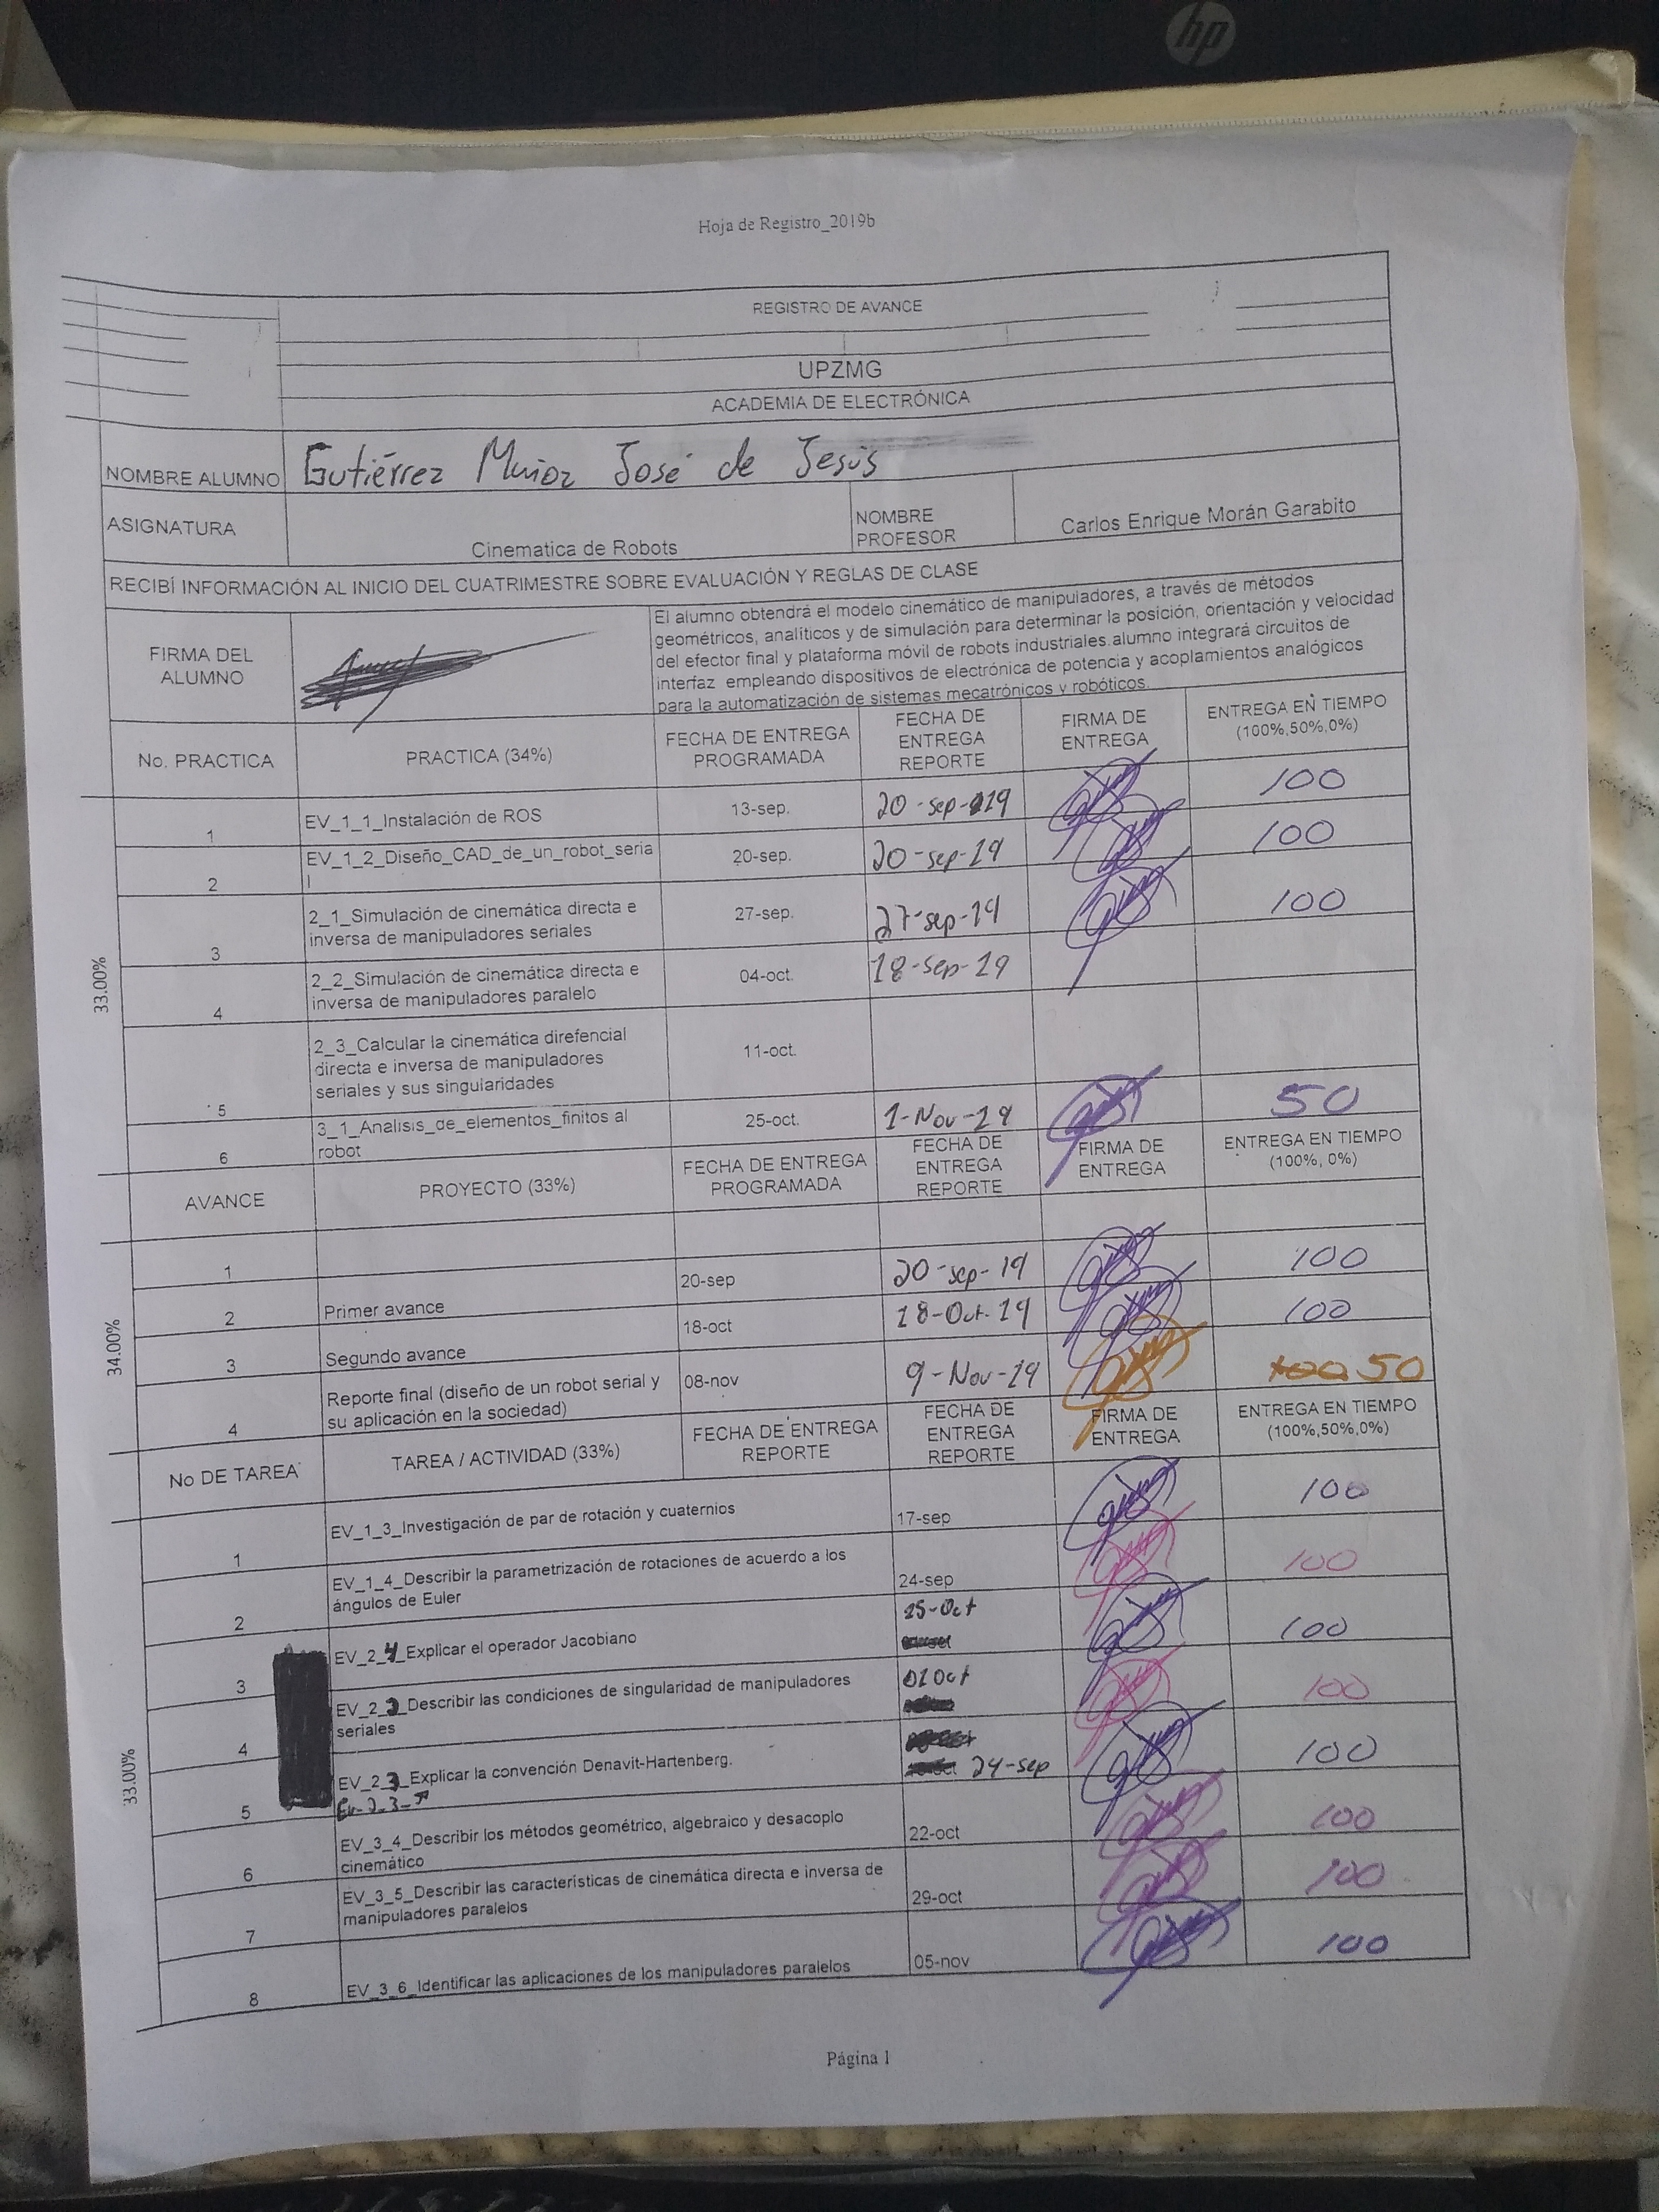 hp
Hoja de Registro_2019b
REGISTRO DE AVANCE
UPZMG
ACADEMIA DE ELECTRÓNICA
NOMBRE ALUMNO Gutiérrez Muñoz José de Jesús
ASIGNATURA Cinematica de Robots NOMBRE PROFESOR Carlos Enrique Morán Garabito
RECIBÍ INFORMACIÓN AL INICIO DEL CUATRIMESTRE SOBRE EVALUACIÓN Y REGLAS DE CLASE
FIRMA DEL ALUMNO
El alumno obtendrá el modelo cinemático de manipuladores, a través de métodos
geométricos, analíticos y de simulación para determinar la posición, orientación y velocidad
del efector final y plataforma móvil de robots industriales.alumno integrará circuitos de
interfaz empleando dispositivos de electrónica de potencia y acoplamientos analógicos
para la automatización de sistemas mecatrónicos y robóticos.
No. PRACTICA PRACTICA (34%) FECHA DE ENTREGA PROGRAMADA FECHA DE ENTREGA REPORTE FIRMA DE ENTREGA ENTREGA EN TIEMPO (100%,50%,0%)
33.00%
1 EV_1_1_Instalación de ROS 13-sep. 20-sep-19 100
2 EV_1_2_Diseño_CAD_de_un_robot_seria
l 20-sep. 20-sep-19 100
3 2_1_Simulación de cinemática directa e
inversa de manipuladores seriales 27-sep. 27-sep-19 100
4 2_2_Simulación de cinemática directa e
inversa de manipuladores paralelo 04-oct. 18-sep-19
5 2_3_Calcular la cinemática direfencial
directa e inversa de manipuladores
seriales y sus singularidades 11-oct.
6 3_1_Analisis_de_elementos_finitos al
robot 25-oct. 1-Nov-19 50
AVANCE PROYECTO (33%) FECHA DE ENTREGA PROGRAMADA FECHA DE ENTREGA REPORTE FIRMA DE ENTREGA ENTREGA EN TIEMPO (100%, 0%)
34.00%
1 20-sep 20-sep-19 100
2 Primer avance 18-oct 18-Oct-19 100
3 Segundo avance 08-nov 9-Nov-19 100 50
4 Reporte final (diseño de un robot serial y
su aplicación en la sociedad)
No DE TAREA TAREA / ACTIVIDAD (33%) FECHA DE ENTREGA REPORTE FECHA DE ENTREGA REPORTE FIRMA DE ENTREGA ENTREGA EN TIEMPO (100%,50%,0%)
33.00%
1 EV_1_3_Investigación de par de rotación y cuaternios 17-sep 100
2 EV_1_4_Describir la parametrización de rotaciones de acuerdo a los
ángulos de Euler 24-sep 100
3 EV_2_4_Explicar el operador Jacobiano 25-Oct 100
4 EV_2_2_Describir las condiciones de singularidad de manipuladores
seriales 01Oct 100
5 EV_2_3_Explicar la convención Denavit-Hartenberg. 24-sep 100
6 EV_3_4_Describir los métodos geométrico, algebraico y desacoplo
cinemático 22-oct 100
7 EV_3_5_Describir las características de cinemática directa e inversa de
manipuladores paralelos 29-oct 100
8 EV_3_6_Identificar las aplicaciones de los manipuladores paralelos 05-nov 100
Página 1